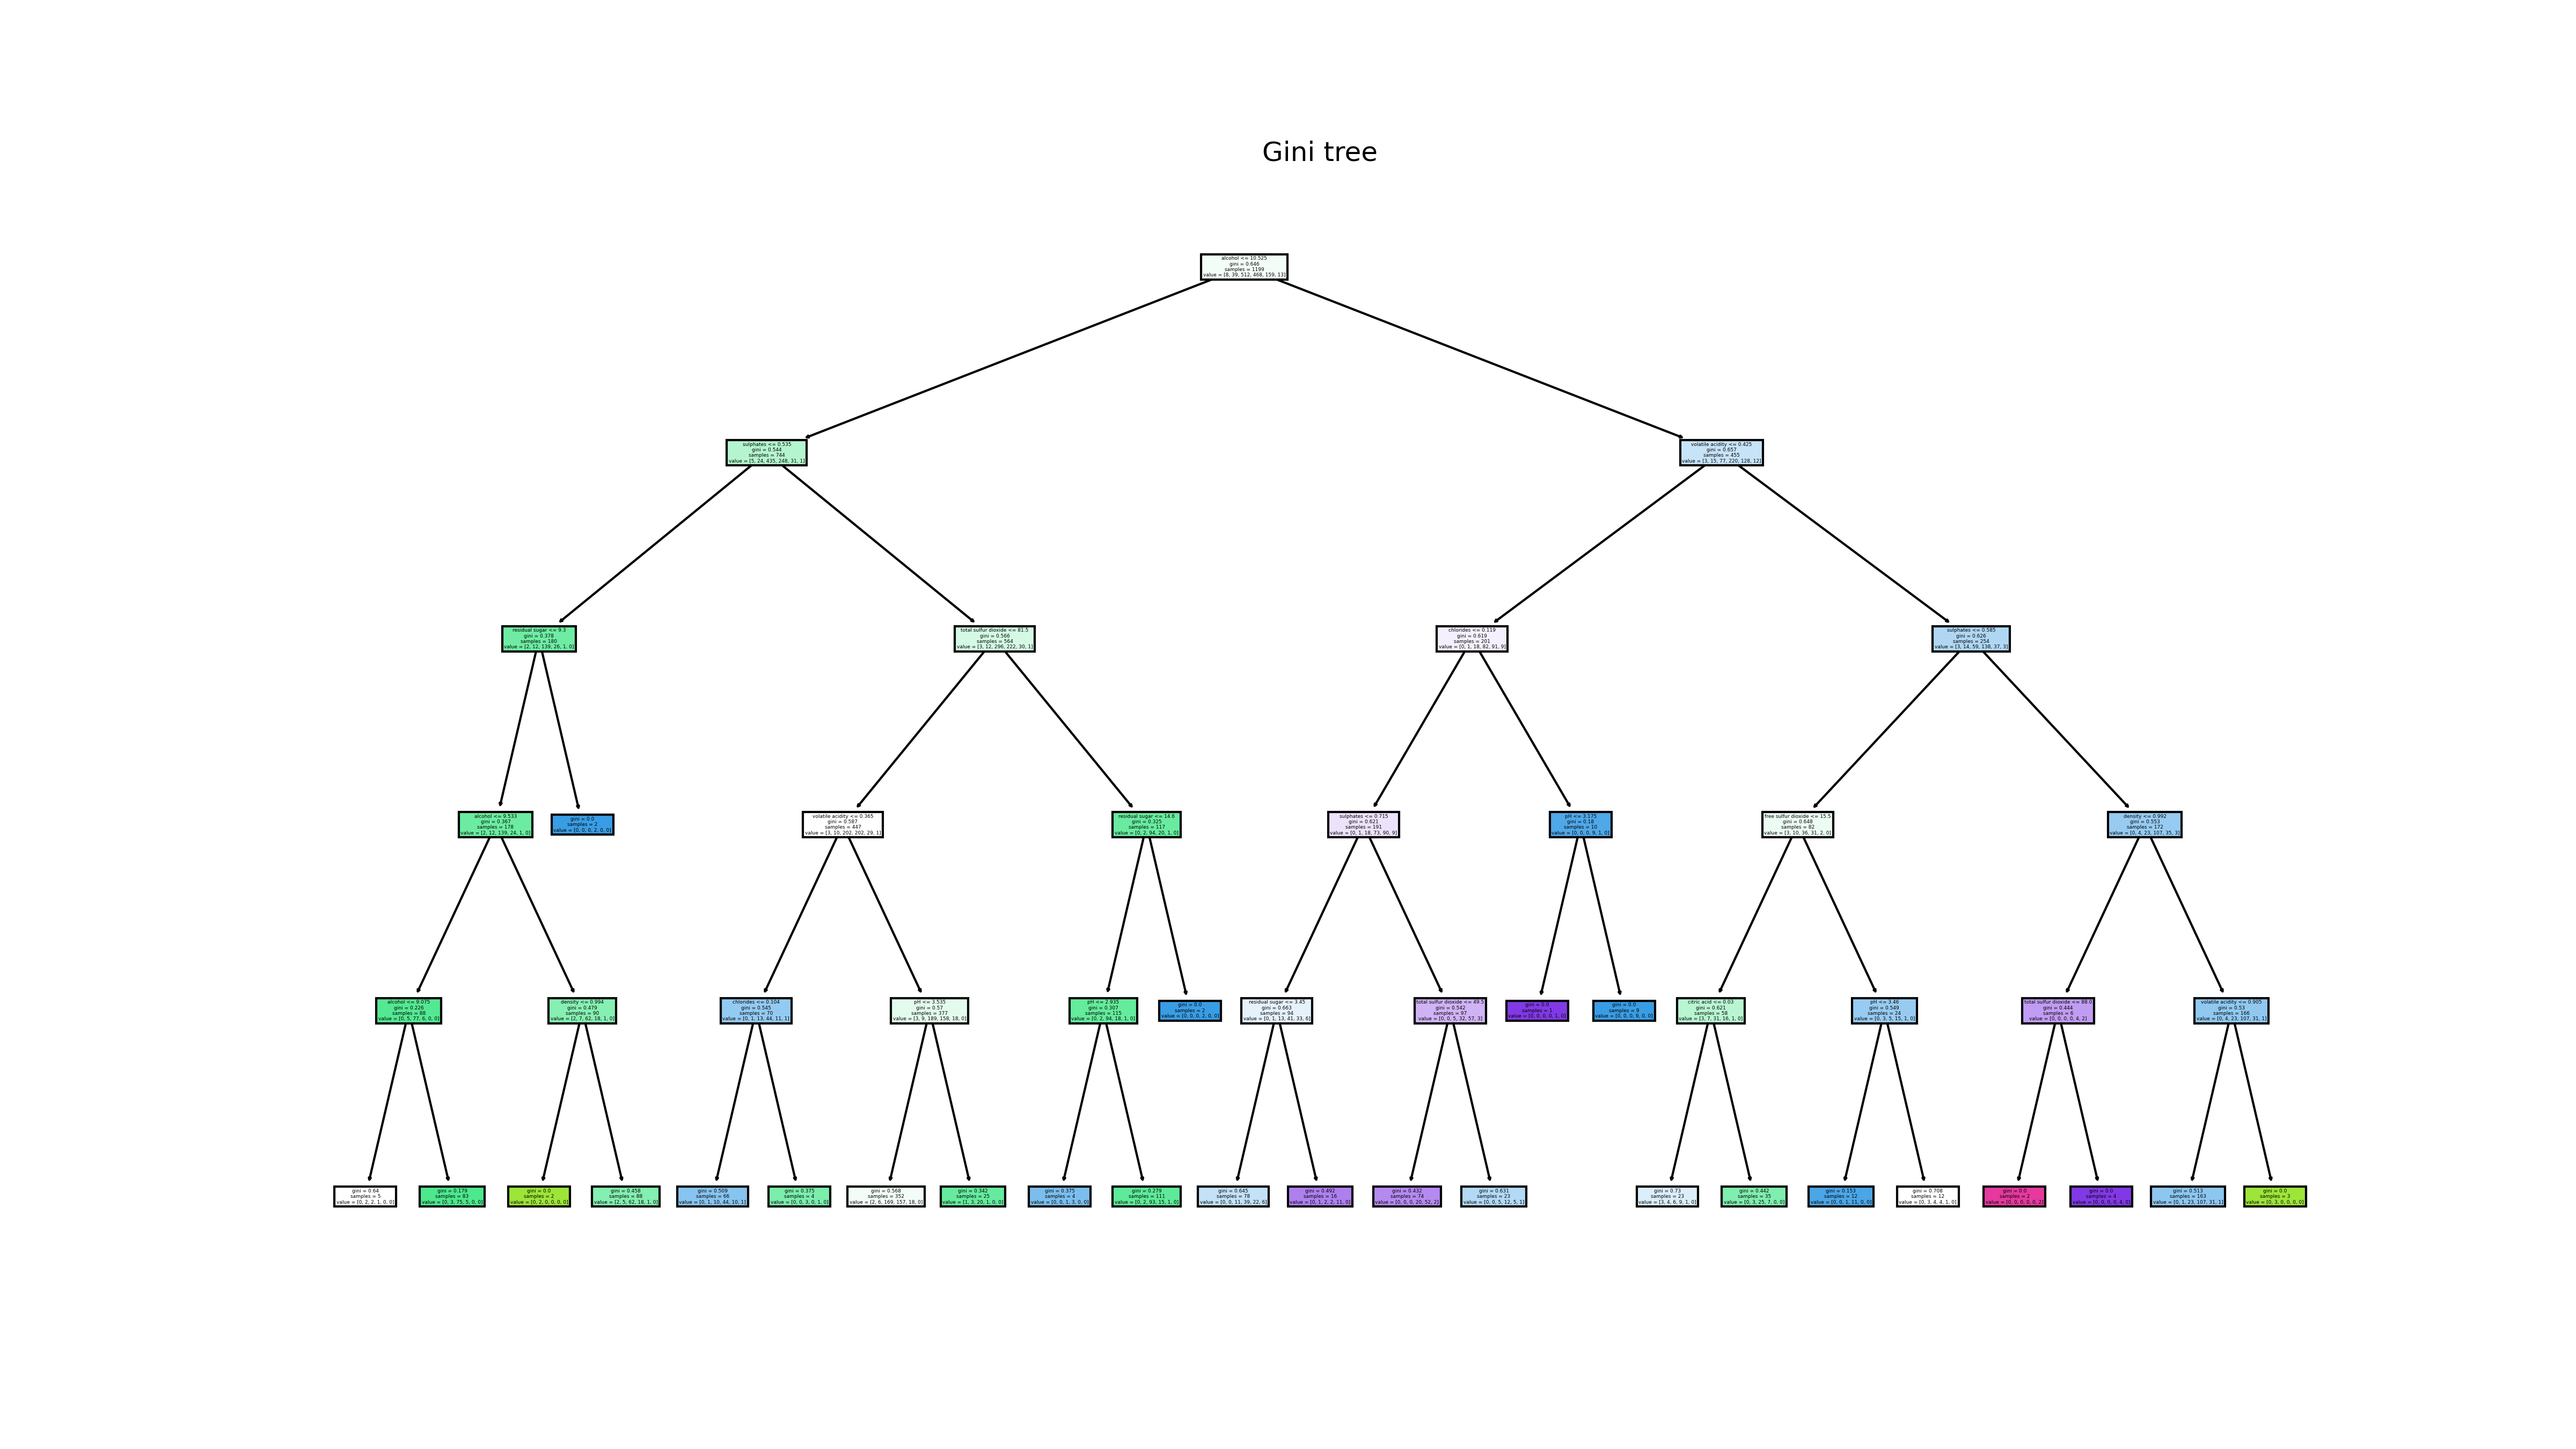 Gini tree
alcohol <= 10.525
gini = 0.646
samples = 1199
value = [8, 39, 512, 468, 159, 13]
sulphates <= 0.535
gini = 0.544
samples = 744
value = [5, 24, 435, 248, 31, 1]
volatile acidity <= 0.425
gini = 0.657
samples = 455
value = [3, 15, 77, 220, 128, 12]
residual sugar <= 9.3
gini = 0.378
samples = 180
value = [2, 12, 139, 26, 1, 0]
total sulfur dioxide <= 81.5
gini = 0.566
samples = 564
value = [3, 12, 296, 222, 30, 1]
chlorides <= 0.119
gini = 0.619
samples = 201
value = [0, 1, 18, 82, 91, 9]
sulphates <= 0.585
gini = 0.626
samples = 254
value = [3, 14, 59, 138, 37, 3]
alcohol <= 9.533
gini = 0.367
samples = 178
value = [2, 12, 139, 24, 1, 0]
gini = 0.0
samples = 2
value = [0, 0, 0, 2, 0, 0]
volatile acidity <= 0.365
gini = 0.587
samples = 447
value = [3, 10, 202, 202, 29, 1]
residual sugar <= 14.6
gini = 0.325
samples = 117
value = [0, 2, 94, 20, 1, 0]
sulphates <= 0.715
gini = 0.621
samples = 191
value = [0, 1, 18, 73, 90, 9]
pH <= 3.175
gini = 0.18
samples = 10
value = [0, 0, 0, 9, 1, 0]
free sulfur dioxide <= 15.5
gini = 0.648
samples = 82
value = [3, 10, 36, 31, 2, 0]
density <= 0.992
gini = 0.553
samples = 172
value = [0, 4, 23, 107, 35, 3]
alcohol <= 9.075
gini = 0.226
samples = 88
value = [0, 5, 77, 6, 0, 0]
density <= 0.994
gini = 0.479
samples = 90
value = [2, 7, 62, 18, 1, 0]
chlorides <= 0.104
gini = 0.545
samples = 70
value = [0, 1, 13, 44, 11, 1]
pH <= 3.535
gini = 0.57
samples = 377
value = [3, 9, 189, 158, 18, 0]
pH <= 2.935
gini = 0.307
samples = 115
value = [0, 2, 94, 18, 1, 0]
gini = 0.0
samples = 2
value = [0, 0, 0, 2, 0, 0]
residual sugar <= 3.45
gini = 0.663
samples = 94
value = [0, 1, 13, 41, 33, 6]
total sulfur dioxide <= 49.5
gini = 0.542
samples = 97
value = [0, 0, 5, 32, 57, 3]
gini = 0.0
samples = 1
value = [0, 0, 0, 0, 1, 0]
gini = 0.0
samples = 9
value = [0, 0, 0, 9, 0, 0]
citric acid <= 0.03
gini = 0.621
samples = 58
value = [3, 7, 31, 16, 1, 0]
pH <= 3.46
gini = 0.549
samples = 24
value = [0, 3, 5, 15, 1, 0]
total sulfur dioxide <= 88.0
gini = 0.444
samples = 6
value = [0, 0, 0, 0, 4, 2]
volatile acidity <= 0.905
gini = 0.53
samples = 166
value = [0, 4, 23, 107, 31, 1]
gini = 0.64
samples = 5
value = [0, 2, 2, 1, 0, 0]
gini = 0.179
samples = 83
value = [0, 3, 75, 5, 0, 0]
gini = 0.0
samples = 2
value = [0, 2, 0, 0, 0, 0]
gini = 0.458
samples = 88
value = [2, 5, 62, 18, 1, 0]
gini = 0.509
samples = 66
value = [0, 1, 10, 44, 10, 1]
gini = 0.375
samples = 4
value = [0, 0, 3, 0, 1, 0]
gini = 0.568
samples = 352
value = [2, 6, 169, 157, 18, 0]
gini = 0.342
samples = 25
value = [1, 3, 20, 1, 0, 0]
gini = 0.375
samples = 4
value = [0, 0, 1, 3, 0, 0]
gini = 0.279
samples = 111
value = [0, 2, 93, 15, 1, 0]
gini = 0.645
samples = 78
value = [0, 0, 11, 39, 22, 6]
gini = 0.492
samples = 16
value = [0, 1, 2, 2, 11, 0]
gini = 0.432
samples = 74
value = [0, 0, 0, 20, 52, 2]
gini = 0.631
samples = 23
value = [0, 0, 5, 12, 5, 1]
gini = 0.73
samples = 23
value = [3, 4, 6, 9, 1, 0]
gini = 0.442
samples = 35
value = [0, 3, 25, 7, 0, 0]
gini = 0.153
samples = 12
value = [0, 0, 1, 11, 0, 0]
gini = 0.708
samples = 12
value = [0, 3, 4, 4, 1, 0]
gini = 0.0
samples = 2
value = [0, 0, 0, 0, 0, 2]
gini = 0.0
samples = 4
value = [0, 0, 0, 0, 4, 0]
gini = 0.513
samples = 163
value = [0, 1, 23, 107, 31, 1]
gini = 0.0
samples = 3
value = [0, 3, 0, 0, 0, 0]